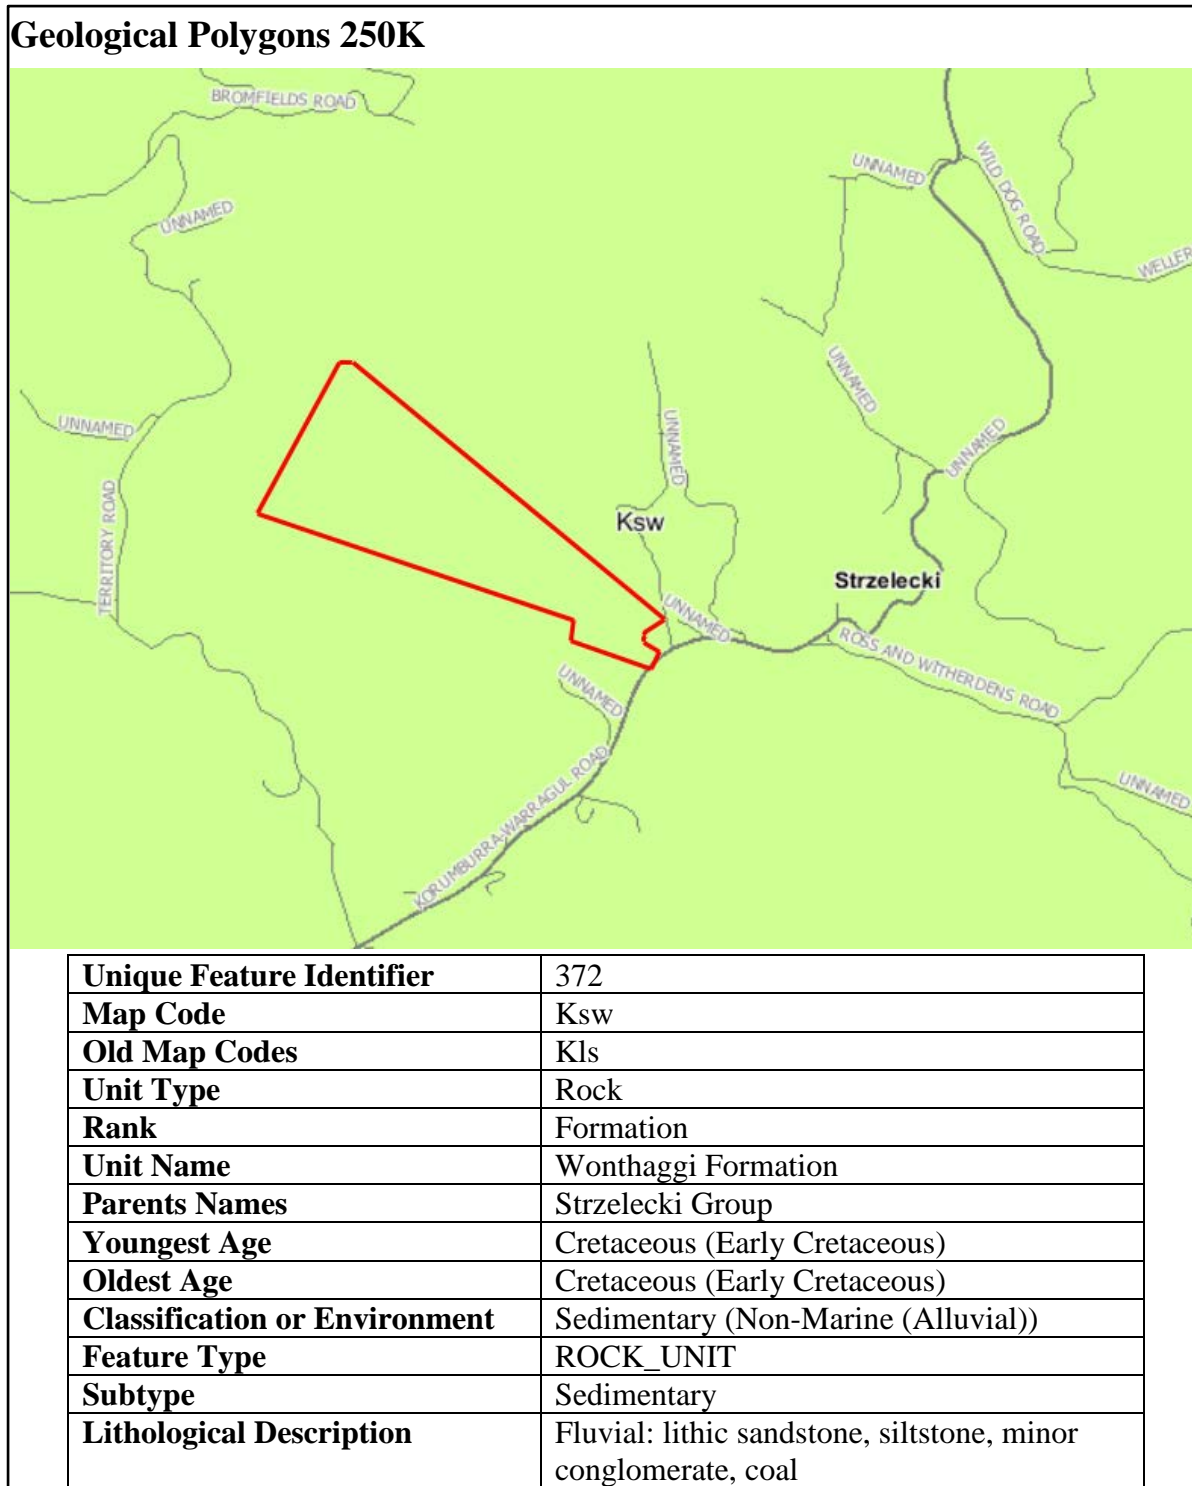 Geological Polygons 250K
BROMFIELDS ROAD
UNNAMED
WILD DOG ROAD
UNNAMED
WELLER
UNNAMED
UNNAMED
UNNAMED
UNNAMED
TERRITORY ROAD
Ksw
Strzelecki
UNNAMED
ROSS AND WITHERDENS ROAD
UNNAMED
KORUMBURRA-WARRAGUL ROAD
UNNAMED
Unique Feature Identifier 372
Map Code Ksw
Old Map Codes Kls
Unit Type Rock
Rank Formation
Unit Name Wonthaggi Formation
Parents Names Strzelecki Group
Youngest Age Cretaceous (Early Cretaceous)
Oldest Age Cretaceous (Early Cretaceous)
Classification or Environment Sedimentary (Non-Marine (Alluvial))
Feature Type ROCK_UNIT
Subtype Sedimentary
Lithological Description Fluvial: lithic sandstone, siltstone, minor
conglomerate, coal